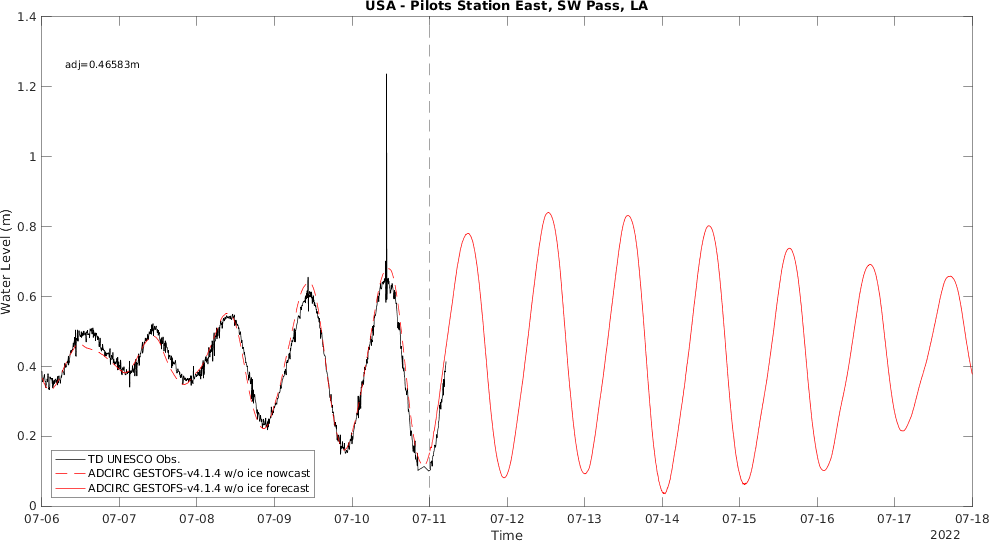 USA - Pilots Station East, SW Pass, LA
1.4
adj=0.46583m
1.2
1
0.8
0.6
0.4
0.2
0
Water Level (m)
TD UNESCO Obs.
ADCIRC GESTOFS-v4.1.4 w/o ice nowcast
ADCIRC GESTOFS-v4.1.4 w/o ice forecast
07-06 07-07 07-08 07-09 07-10 07-11 07-12 07-13 07-14 07-15 07-16 07-17 07-18
Time
2022